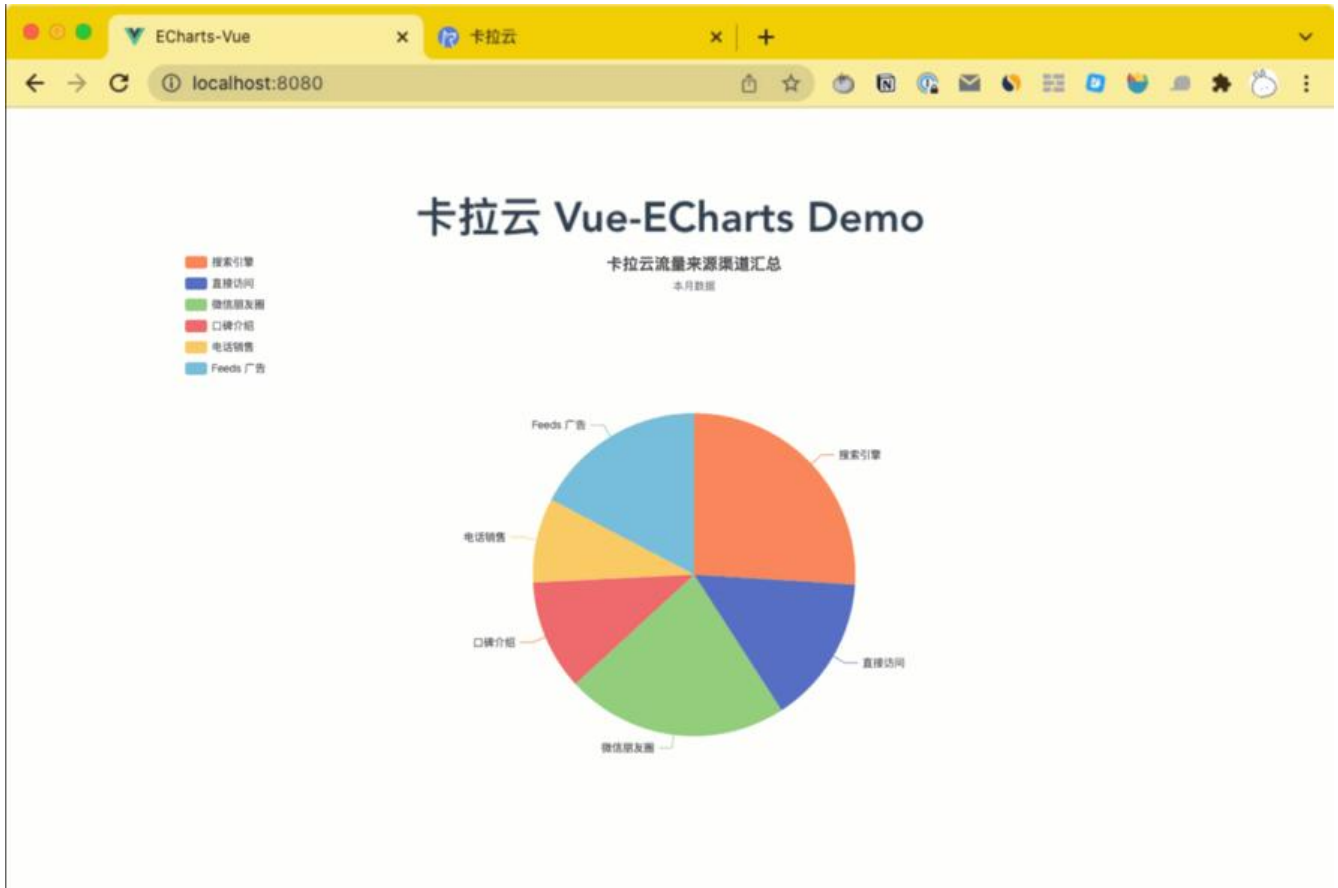 ECharts-Vue
卡拉云
localhost:8080
卡拉云 Vue-ECharts Demo
卡拉云流量来源渠道汇总
本月数据
搜索引擎
直接访问
微信朋友圈
口碑介绍
电话销售
Feeds 广告
Feeds 广告
搜索引擎
电话销售
口碑介绍
直接访问
微信朋友圈